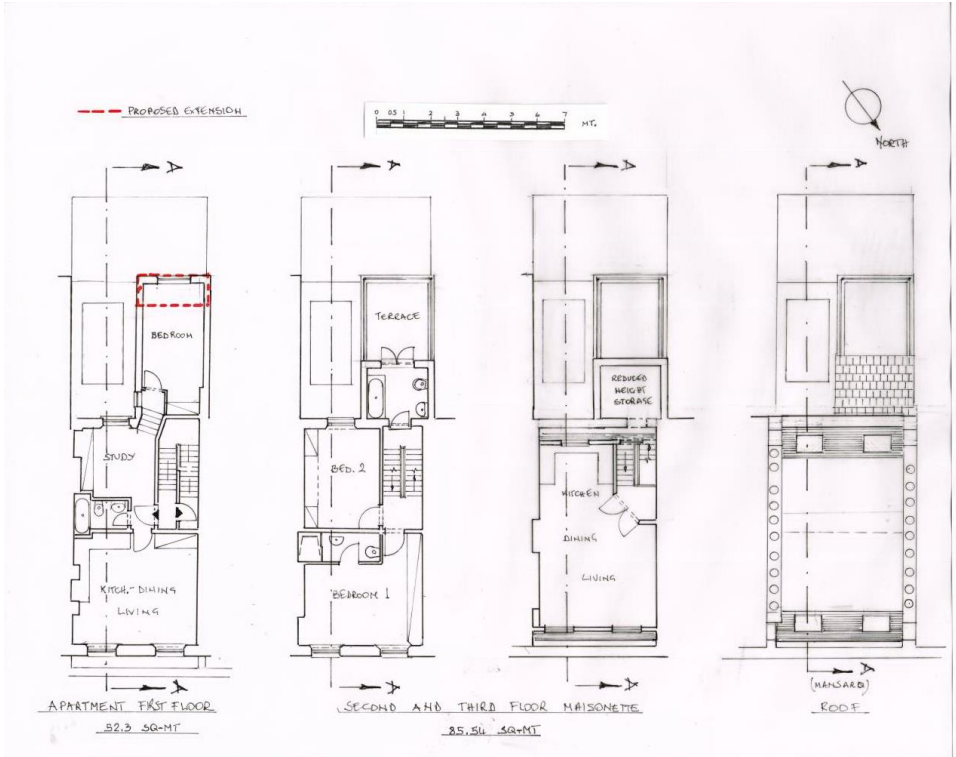 PROPOSED EXTENSION
0 0.5 1 2 3 4 5 6 7 MT.
NORTH
A A A A
BEDROOM
STUDY
KITCH.- DINING
LIVING
TERRACE
BED. 2
BEDROOM 1
REDUCED
HEIGHT
STORAGE
KITCHEN
DINING
LIVING
A A A A
(MANSARD)
APARTMENT FIRST FLOOR
52.3 SQ-MT
SECOND AND THIRD FLOOR MAISONETTE
85.54 SQ-MT
ROOF